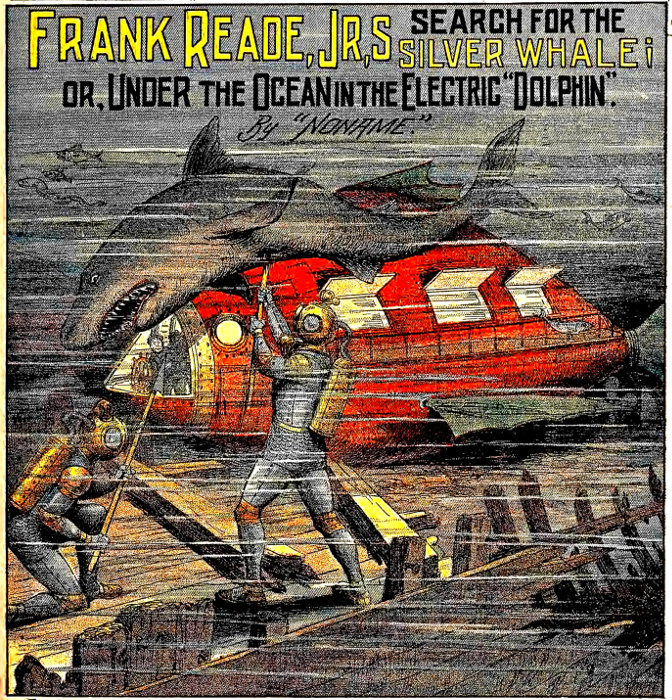 FRANK READE, JR,S SEARCH FOR THE
SILVER WHALE;
OR, UNDER THE OCEAN IN THE ELECTRIC "DOLPHIN".
By "NONAME."